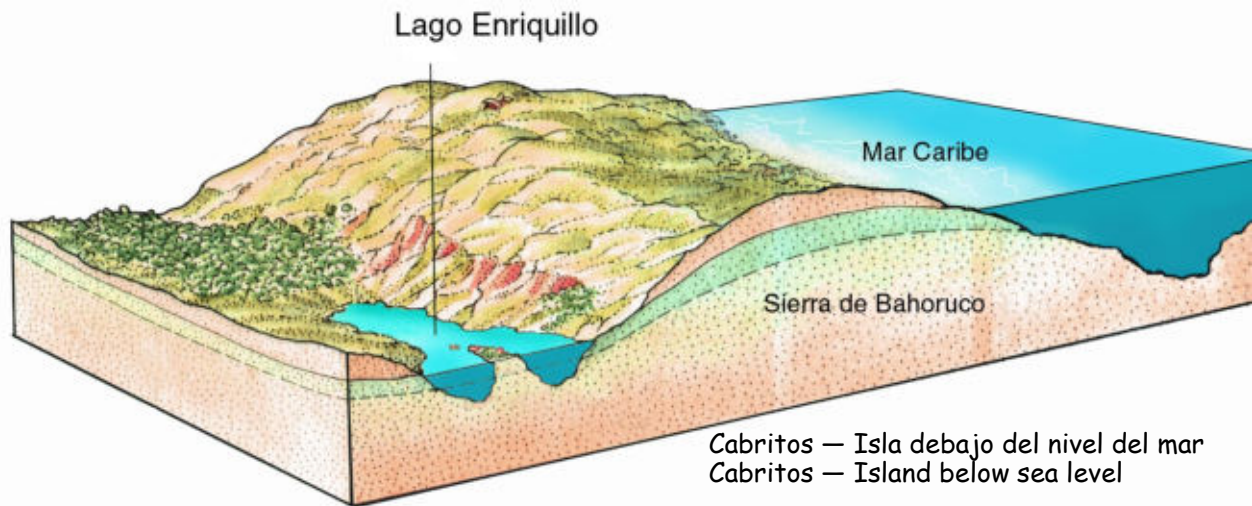 Lago Enriquillo
Mar Caribe
Sierra de Bahoruco
Cabritos — Isla debajo del nivel del mar
Cabritos — Island below sea level